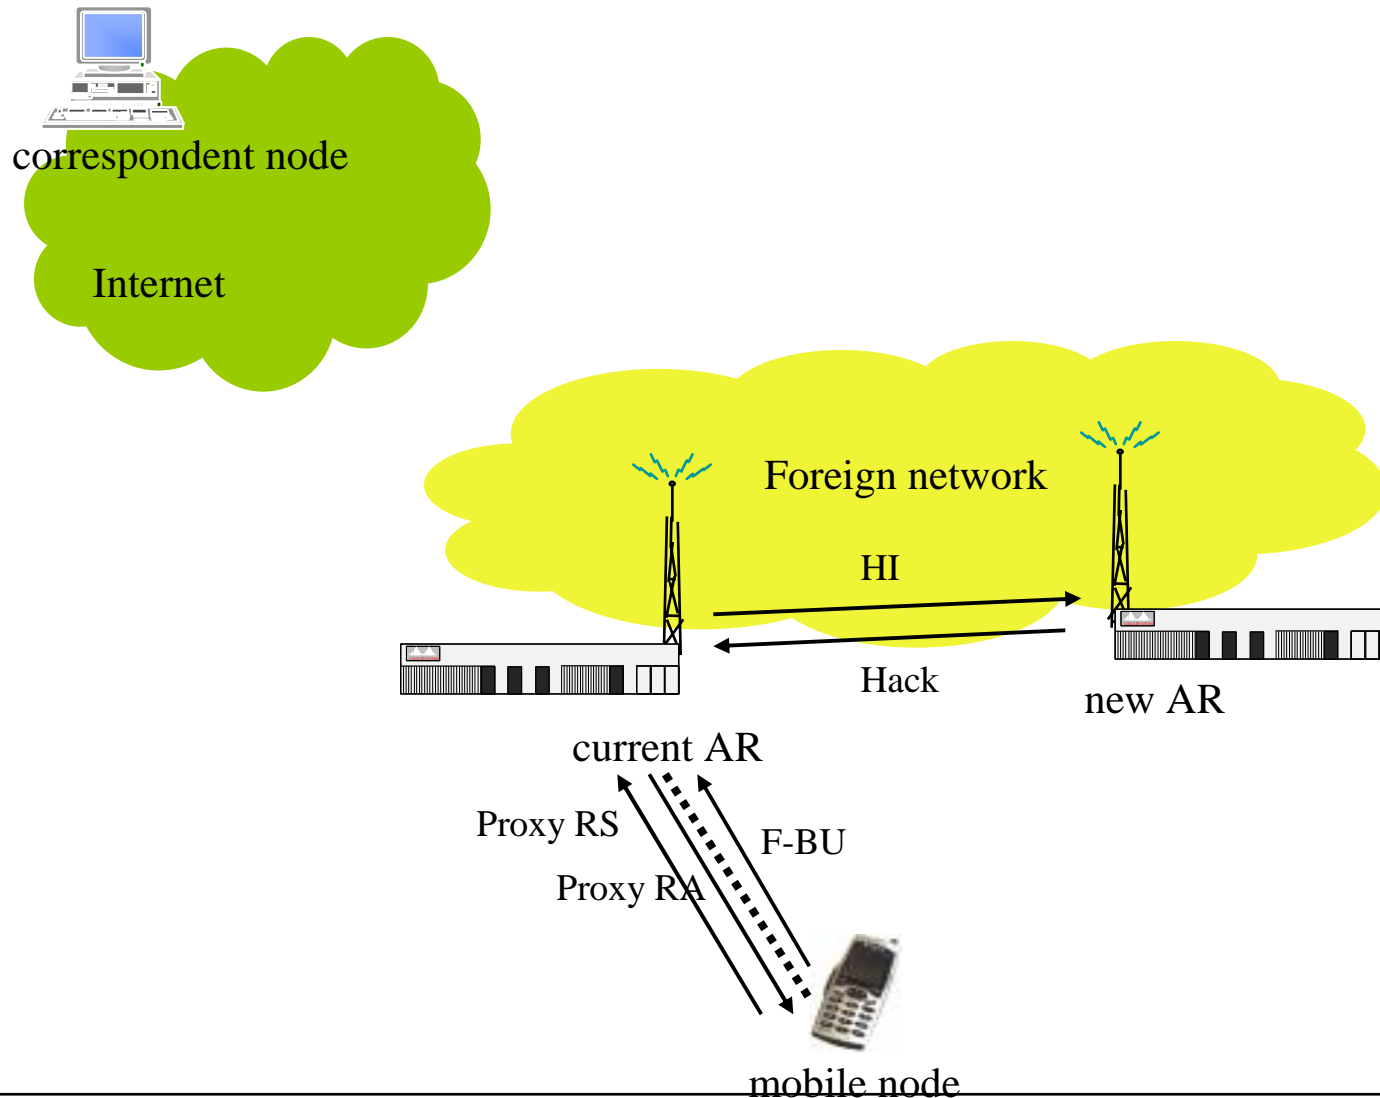 correspondent node
Internet
Foreign network
HI
Hack
new AR
current AR
Proxy RS
F-BU
Proxy RA
mobile node